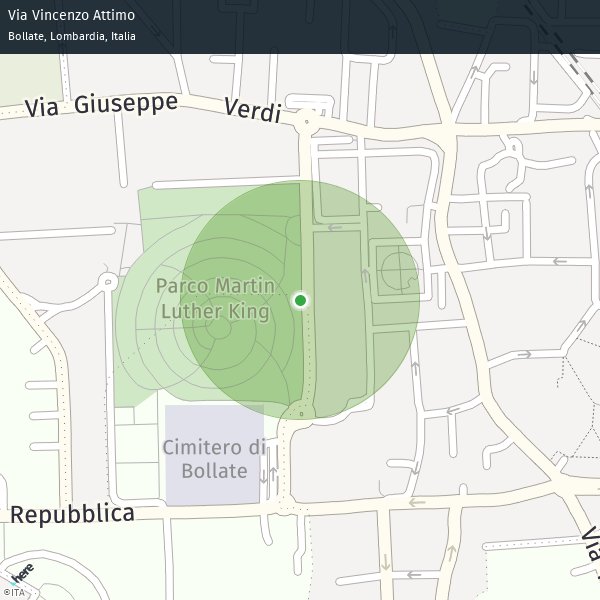 Via Vincenzo Attimo
Bollate, Lombardia, Italia
Via Giuseppe Verdi
Parco Martin
Luther King
Cimitero di
Bollate
Repubblica
Via
here
©ITA